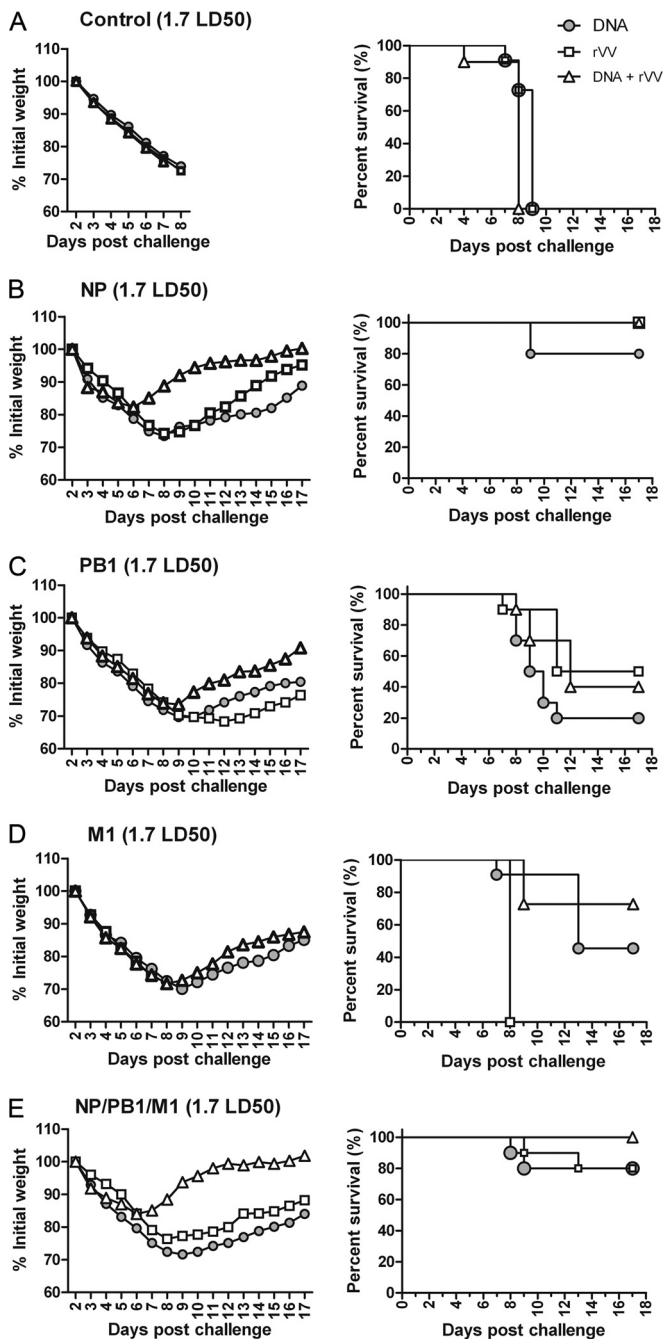 A
Control (1.7 LD50)
DNA
rVV
DNA + rVV
% Initial weight
100
90
80
70
60
2 3 4 5 6 7 8
Days post challenge
Percent survival (%)
100
80
60
40
20
0
0 2 4 6 8 10 12 14 16 18
Days post challenge
B
NP (1.7 LD50)
% Initial weight
110
100
90
80
70
60
2 3 4 5 6 7 8 9 10 11 12 13 14 15 16 17
Days post challenge
Percent survival (%)
100
80
60
40
20
0
0 2 4 6 8 10 12 14 16 18
Days post challenge
C
PB1 (1.7 LD50)
% Initial weight
110
100
90
80
70
60
2 3 4 5 6 7 8 9 10 11 12 13 14 15 16 17
Days post challenge
Percent survival (%)
100
80
60
40
20
0
0 2 4 6 8 10 12 14 16 18
Days post challenge
D
M1 (1.7 LD50)
% Initial weight
110
100
90
80
70
60
2 3 4 5 6 7 8 9 10 11 12 13 14 15 16 17
Days post challenge
Percent survival (%)
100
80
60
40
20
0
0 2 4 6 8 10 12 14 16 18
Days post challenge
E
NP/PB1/M1 (1.7 LD50)
% Initial weight
110
100
90
80
70
60
2 3 4 5 6 7 8 9 10 11 12 13 14 15 16 17
Days post challenge
Percent survival (%)
100
80
60
40
20
0
0 2 4 6 8 10 12 14 16 18
Days post challenge